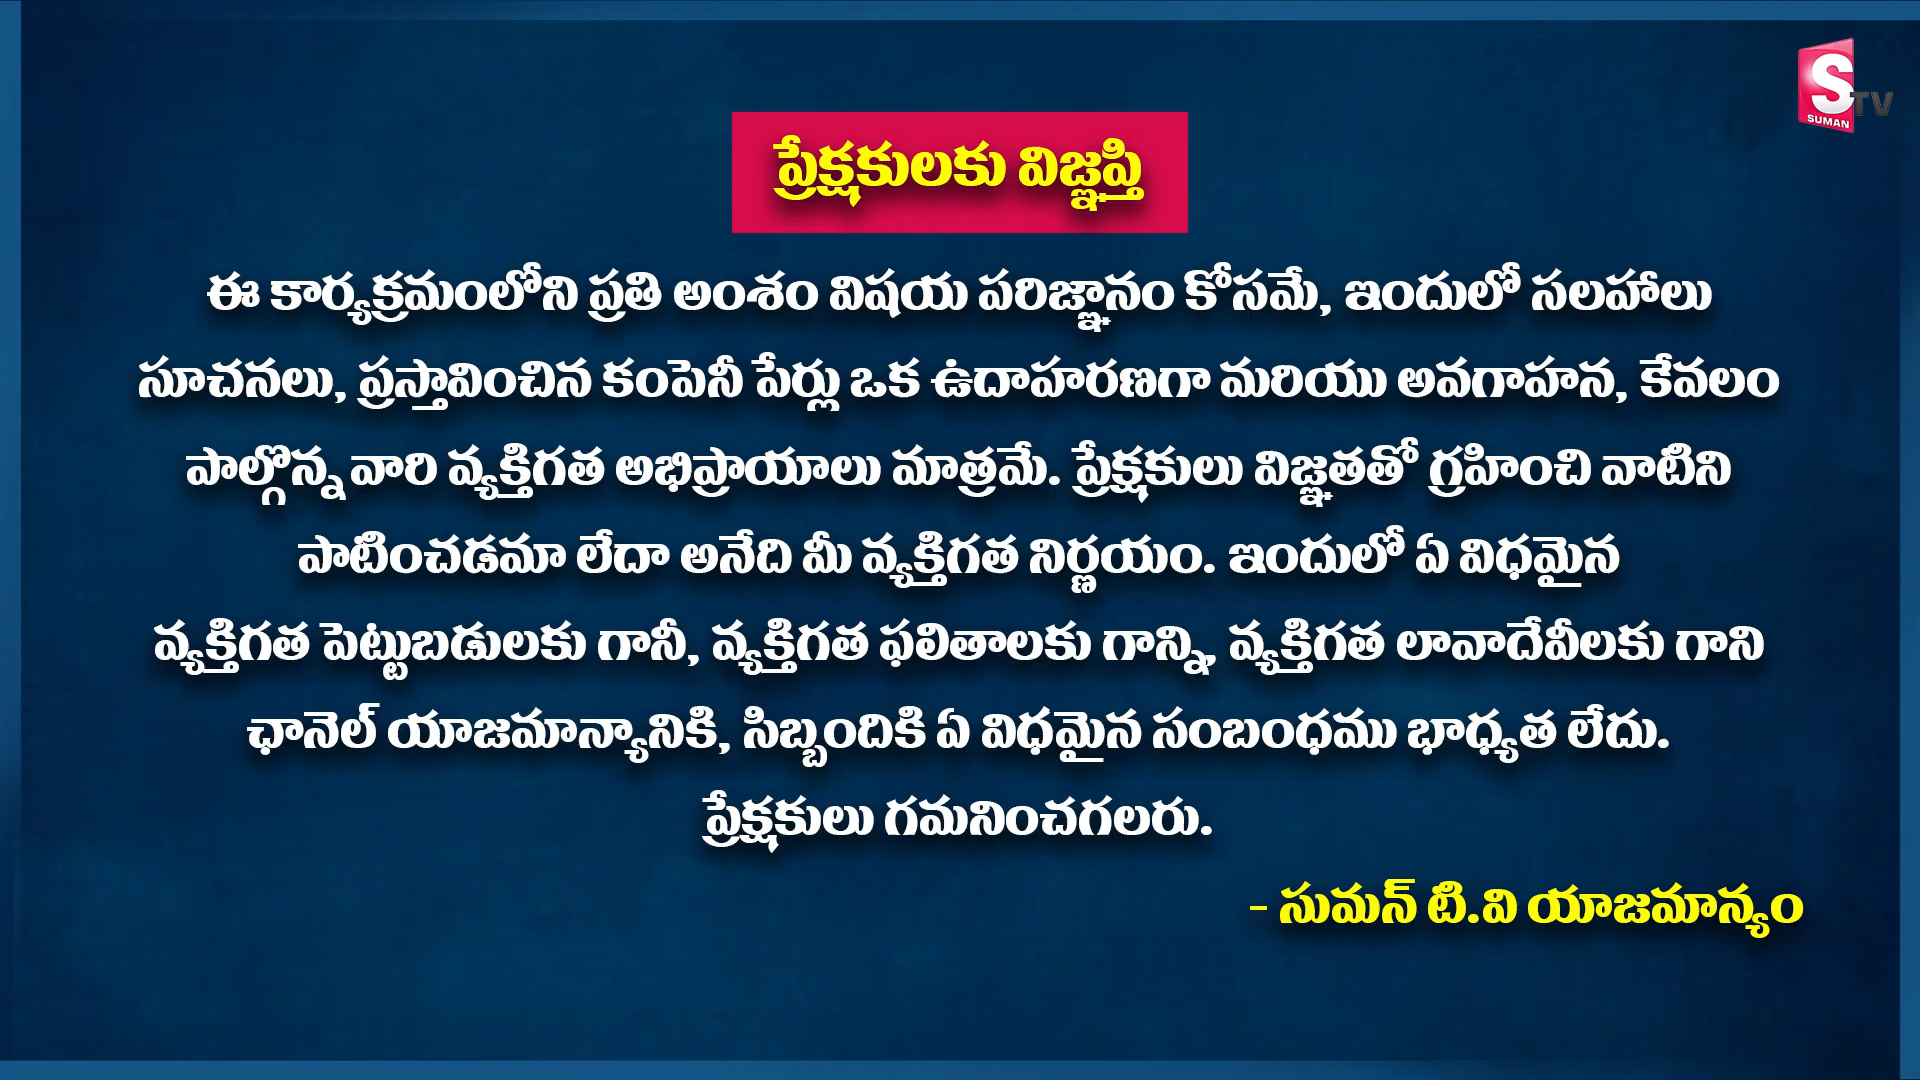 S
SUMAN
TV
ప్రేక్షకులకు విజ్ఞప్తి
ఈ కార్యక్రమంలోని ప్రతి అంశం విషయ పరిజ్ఞానం కోసమే, ఇందులో సలహాలు
సూచనలు, ప్రస్తావించిన కంపెనీ పేర్లు ఒక ఉదాహరణగా మరియు అవగాహన, కేవలం
పాల్గొన్న వారి వ్యక్తిగత అభిప్రాయాలు మాత్రమే. ప్రేక్షకులు విజ్ఞతతో గ్రహించి వాటిని
పాటించడమా లేదా అనేది మీ వ్యక్తిగత నిర్ణయం. ఇందులో ఏ విధమైన
వ్యక్తిగత పెట్టుబడులకు గానీ, వ్యక్తిగత ఫలితాలకు గాన్ని, వ్యక్తిగత లావాదేవీలకు గాని
ఛానెల్ యాజమాన్యానికి, సిబ్బందికి ఏ విధమైన సంబంధము భాధ్యత లేదు.
ప్రేక్షకులు గమనించగలరు.
- సుమన్ టి.వి యాజమాన్యం